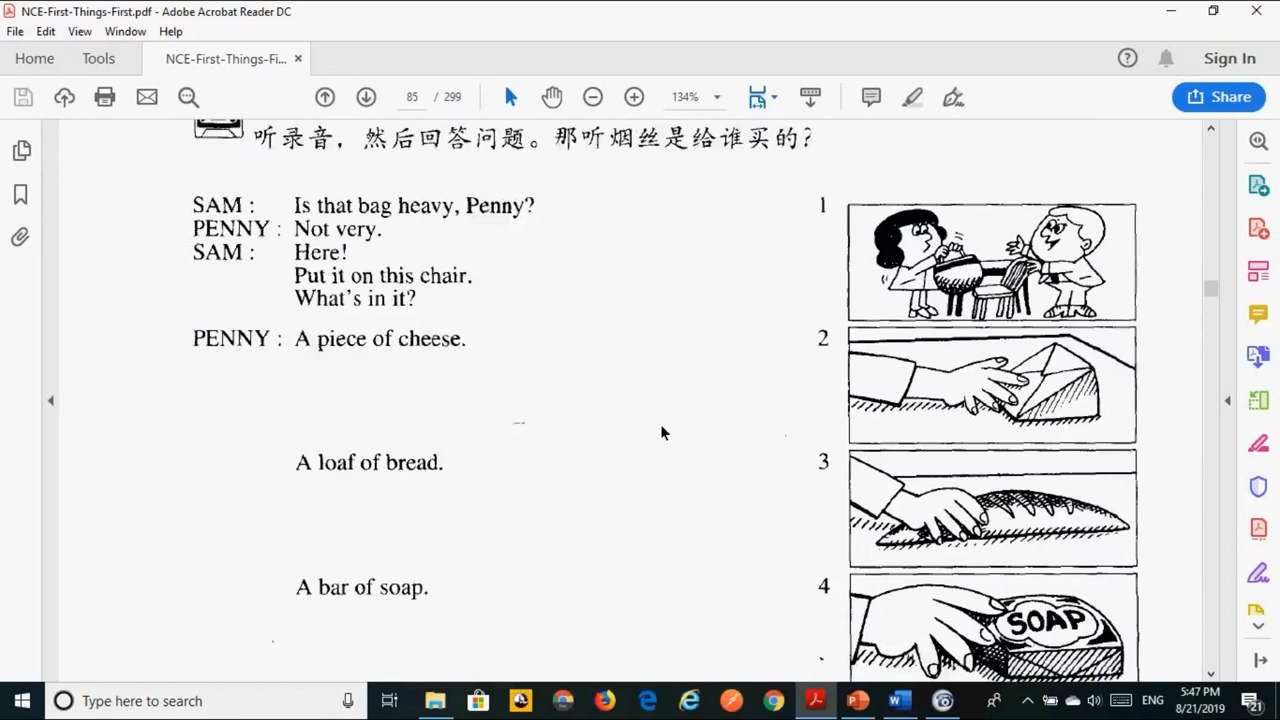 NCE-First-Things-First.pdf - Adobe Acrobat Reader DC
File Edit View Window Help
Home Tools NCE-First-Things-Fi... × Sign In
85 / 299 134% Share
听录音，然后回答问题。那听烟丝是给谁买的？
SAM : Is that bag heavy, Penny?
PENNY : Not very.
SAM : Here!
Put it on this chair.
What's in it?
PENNY : A piece of cheese.
A loaf of bread.
A bar of soap.
1
2
3
4
SOAP
Type here to search
ENG
5:47 PM
8/21/2019
21